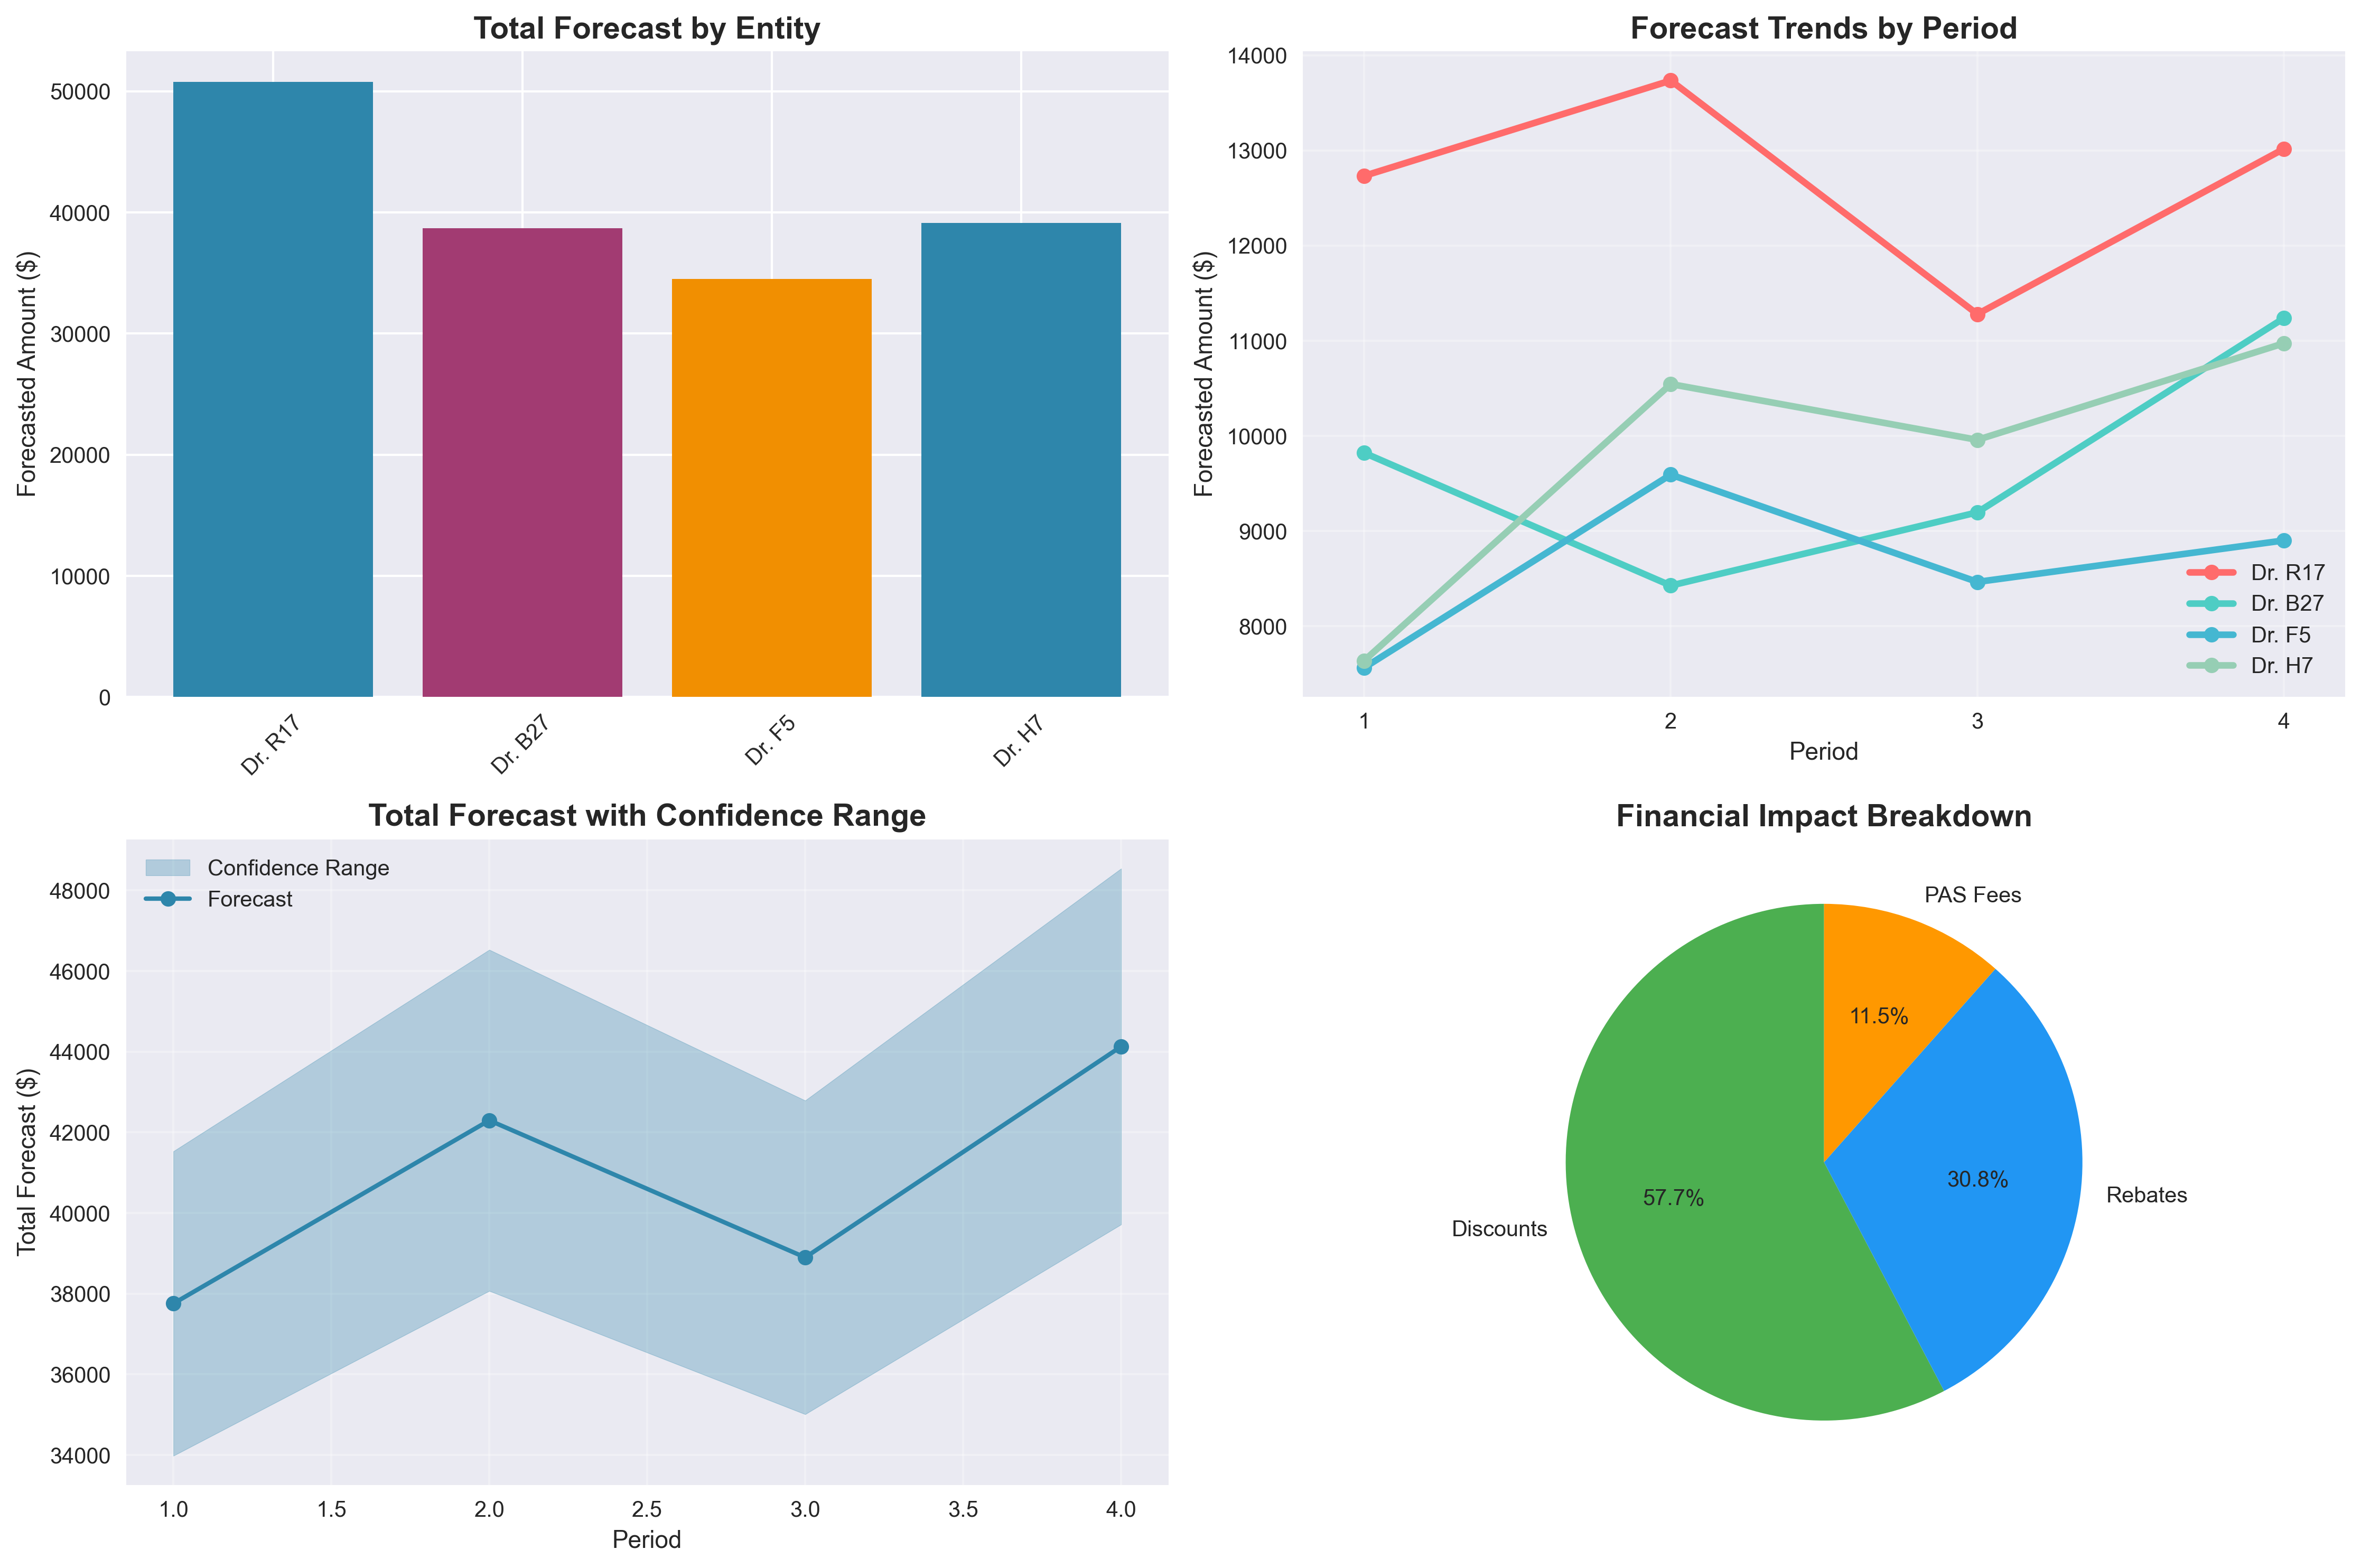 Total Forecast by Entity
Forecasted Amount ($)
50000
40000
30000
20000
10000
0
Dr. R17
Dr. B27
Dr. F5
Dr. H7
Forecast Trends by Period
Forecasted Amount ($)
14000
13000
12000
11000
10000
9000
8000
Dr. R17
Dr. B27
Dr. F5
Dr. H7
1
2
3
4
Period
Total Forecast with Confidence Range
Confidence Range
Forecast
Total Forecast ($)
48000
46000
44000
42000
40000
38000
36000
34000
1.0
1.5
2.0
2.5
3.0
3.5
4.0
Period
Financial Impact Breakdown
PAS Fees
11.5%
30.8%
Rebates
57.7%
Discounts